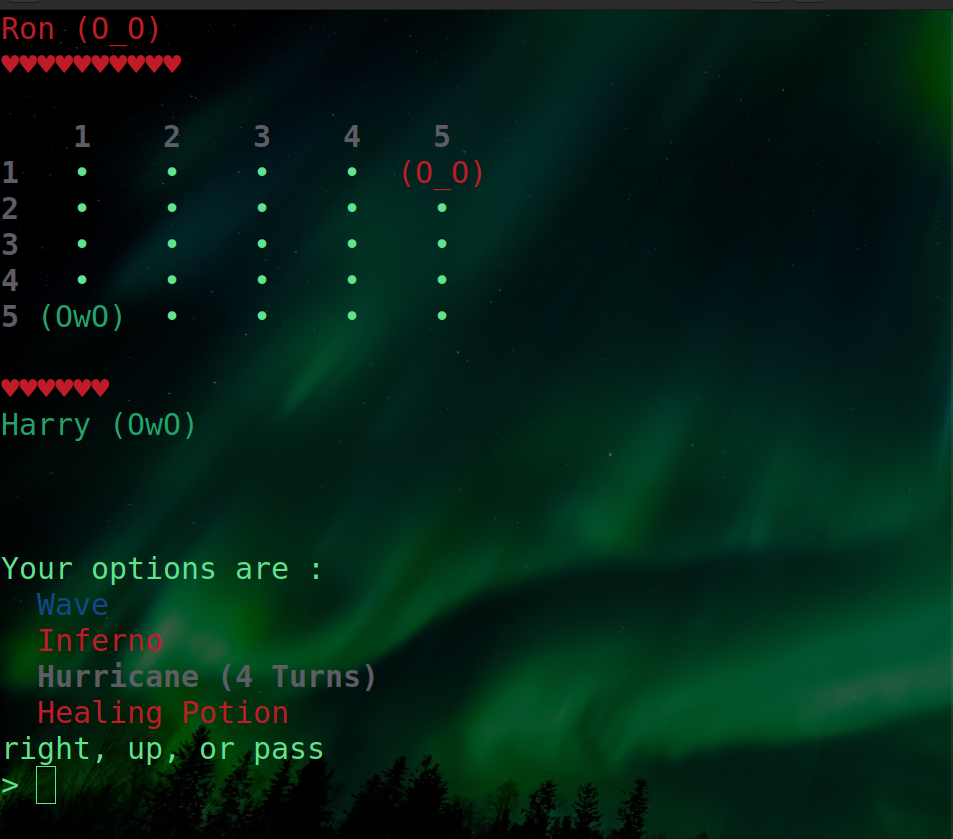 Ron (O_O)
♥♥♥♥♥♥♥♥♥♥
1 2 3 4 5
1 • • • • (O_O)
2 • • • • •
3 • • • • •
4 • • • • •
5 (OwO) • • • •
♥♥♥♥♥♥
Harry (OwO)
Your options are :
Wave
Inferno
Hurricane (4 Turns)
Healing Potion
right, up, or pass
>